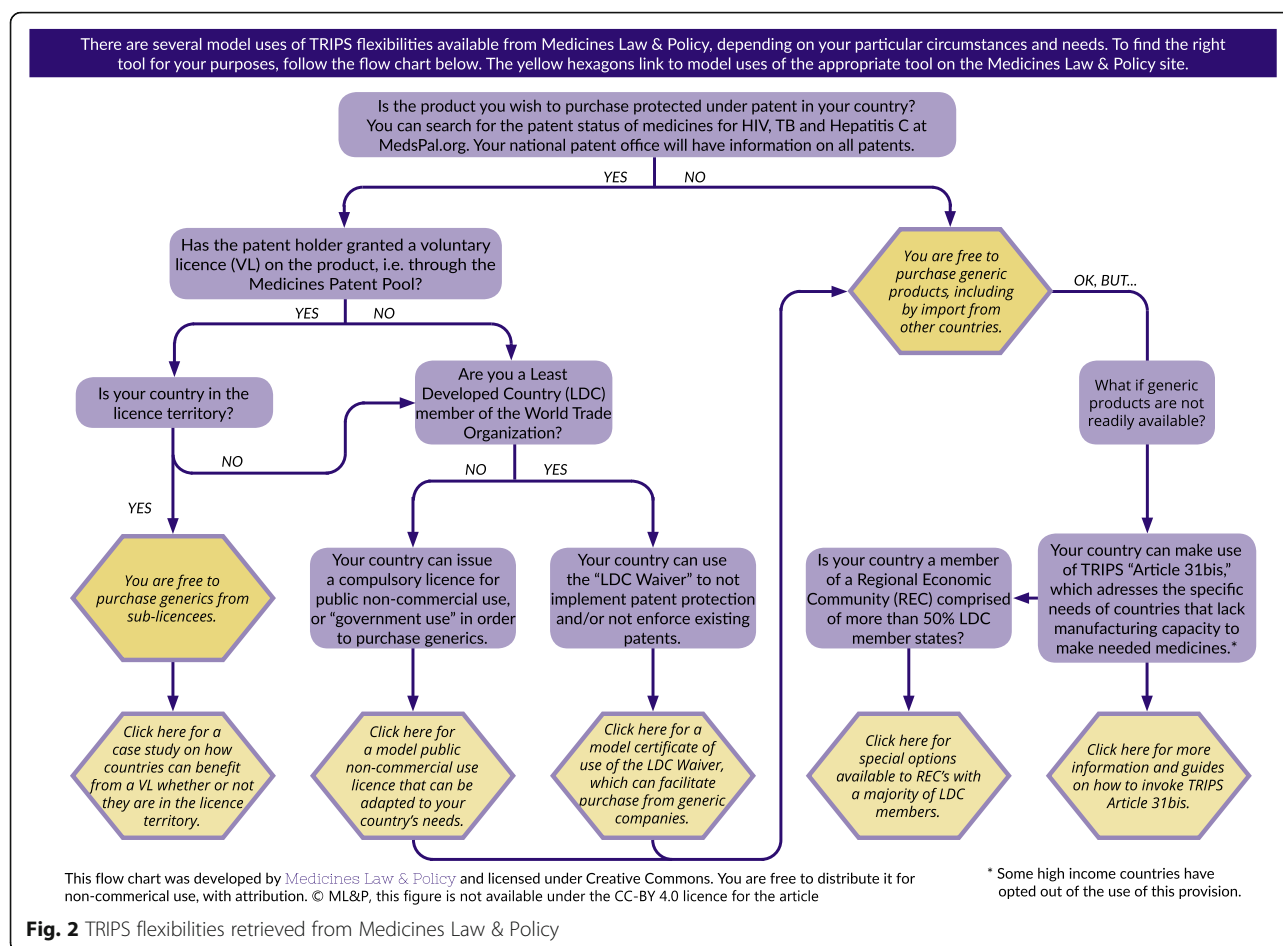 There are several model uses of TRIPS flexibilities available from Medicines Law & Policy, depending on your particular circumstances and needs. To find the right
tool for your purposes, follow the flow chart below. The yellow hexagons link to model uses of the appropriate tool on the Medicines Law & Policy site.
Is the product you wish to purchase protected under patent in your country?
You can search for the patent status of medicines for HIV, TB and Hepatitis C at
MedsPal.org. Your national patent office will have information on all patents.
YES
NO
Has the patent holder granted a voluntary
licence (VL) on the product, i.e. through the
Medicines Patent Pool?
You are free to
purchase generic
products, including
by import from
other countries.
OK, BUT...
YES
NO
Is your country in the
licence territory?
Are you a Least
Developed Country (LDC)
member of the World Trade
Organization?
What if generic
products are not
readily available?
NO
NO
YES
YES
You are free to
purchase generics from
sub-licencees.
Your country can issue
a compulsory licence for
public non-commercial use,
or “government use” in order
to purchase generics.
Your country can use
the “LDC Waiver” to not
implement patent protection
and/or not enforce existing
patents.
Is your country a member
of a Regional Economic
Community (REC) comprised
of more than 50% LDC
member states?
Your country can make use
of TRIPS “Article 31bis,”
which adresses the specific
needs of countries that lack
manufacturing capacity to
make needed medicines.*
Click here for a
case study on how
countries can benefit
from a VL whether or not
they are in the licence
territory.
Click here for
a model public
non-commercial use
licence that can be
adapted to your
country’s needs.
Click here for a
model certificate of
use of the LDC Waiver,
which can facilitate
purchase from generic
companies.
Click here for
special options
available to REC’s with
a majority of LDC
members.
Click here for more
information and guides
on how to invoke TRIPS
Article 31bis.
This flow chart was developed by Medicines Law & Policy and licensed under Creative Commons. You are free to distribute it for
non-commerical use, with attribution. © ML&P, this figure is not available under the CC-BY 4.0 licence for the article
* Some high income countries have
opted out of the use of this provision.
Fig. 2 TRIPS flexibilities retrieved from Medicines Law & Policy